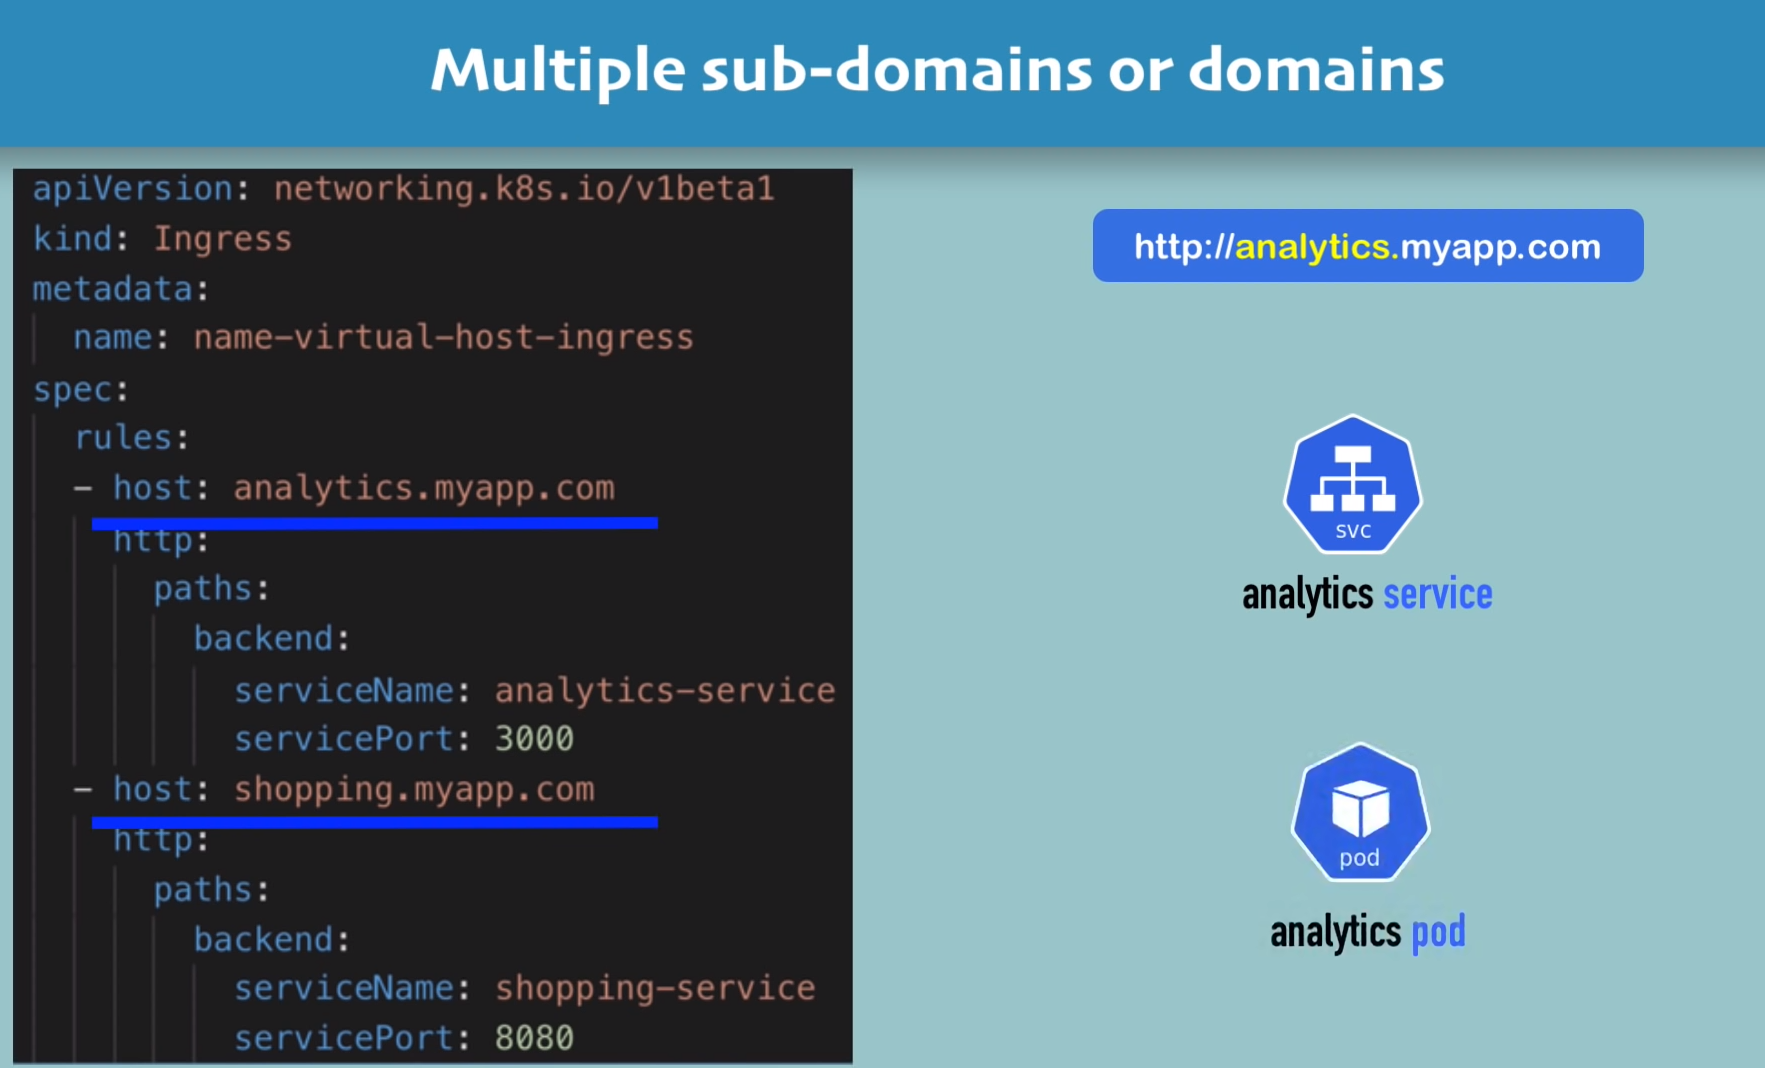 Multiple sub-domains or domains
apiVersion: networking.k8s.io/v1beta1
kind: Ingress
metadata:
  name: name-virtual-host-ingress
spec:
  rules:
  - host: analytics.myapp.com
    http:
      paths:
        backend:
          serviceName: analytics-service
          servicePort: 3000
  - host: shopping.myapp.com
    http:
      paths:
        backend:
          serviceName: shopping-service
          servicePort: 8080
http://analytics.myapp.com
svc
analytics service
pod
analytics pod